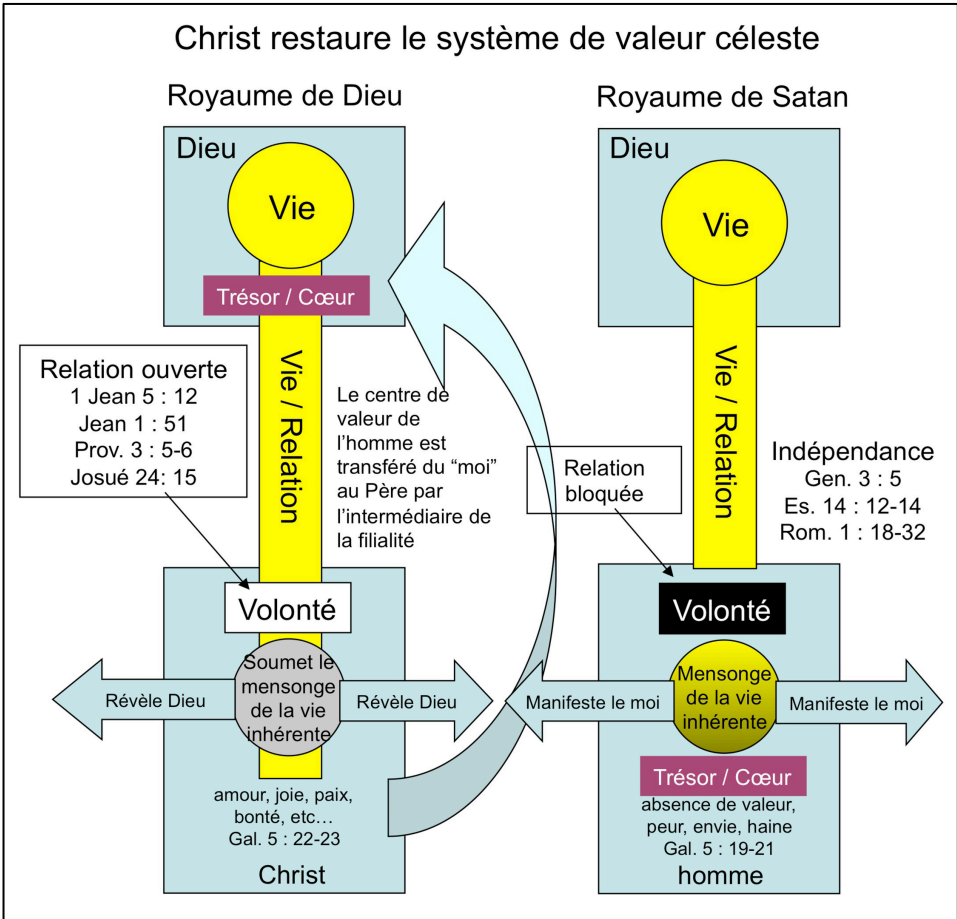 Christ restaure le système de valeur céleste
Royaume de Dieu
Dieu
Vie
Trésor / Cœur
Vie / Relation
Relation ouverte
1 Jean 5 : 12
Jean 1 : 51
Prov. 3 : 5-6
Josué 24: 15
Le centre de
valeur de
l’homme est
transféré du “moi”
au Père par
l’intermédiaire de
la filialité
Volonté
Soumet le
mensonge
de la vie
inhérente
Révèle Dieu
Révèle Dieu
amour, joie, paix,
bonté, etc…
Gal. 5 : 22-23
Christ
Royaume de Satan
Dieu
Vie
Vie / Relation
Relation
bloquée
Indépendance
Gen. 3 : 5
Es. 14 : 12-14
Rom. 1 : 18-32
Volonté
Mensonge
de la vie
inhérente
Manifeste le moi
Manifeste le moi
Trésor / Cœur
absence de valeur,
peur, envie, haine
Gal. 5 : 19-21
homme